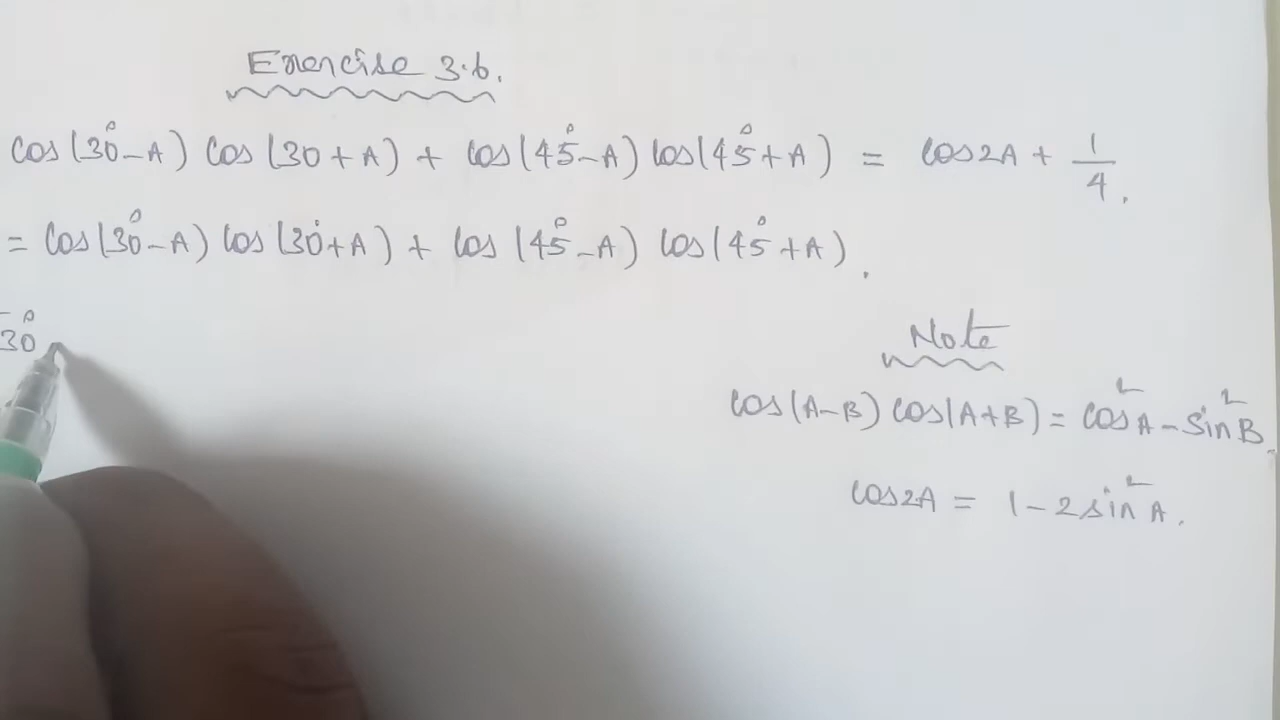 Exercise 3.6.
cos(30°-A) cos(30+A) + cos(45°-A) cos(45°+A) = cos2A + 1/4.
= cos(30°-A) cos(30°+A) + cos(45°-A) cos(45°+A).
30°
Note
cos(A-B) cos(A+B) = cos²A - sin²B.
cos2A = 1 - 2sin²A.